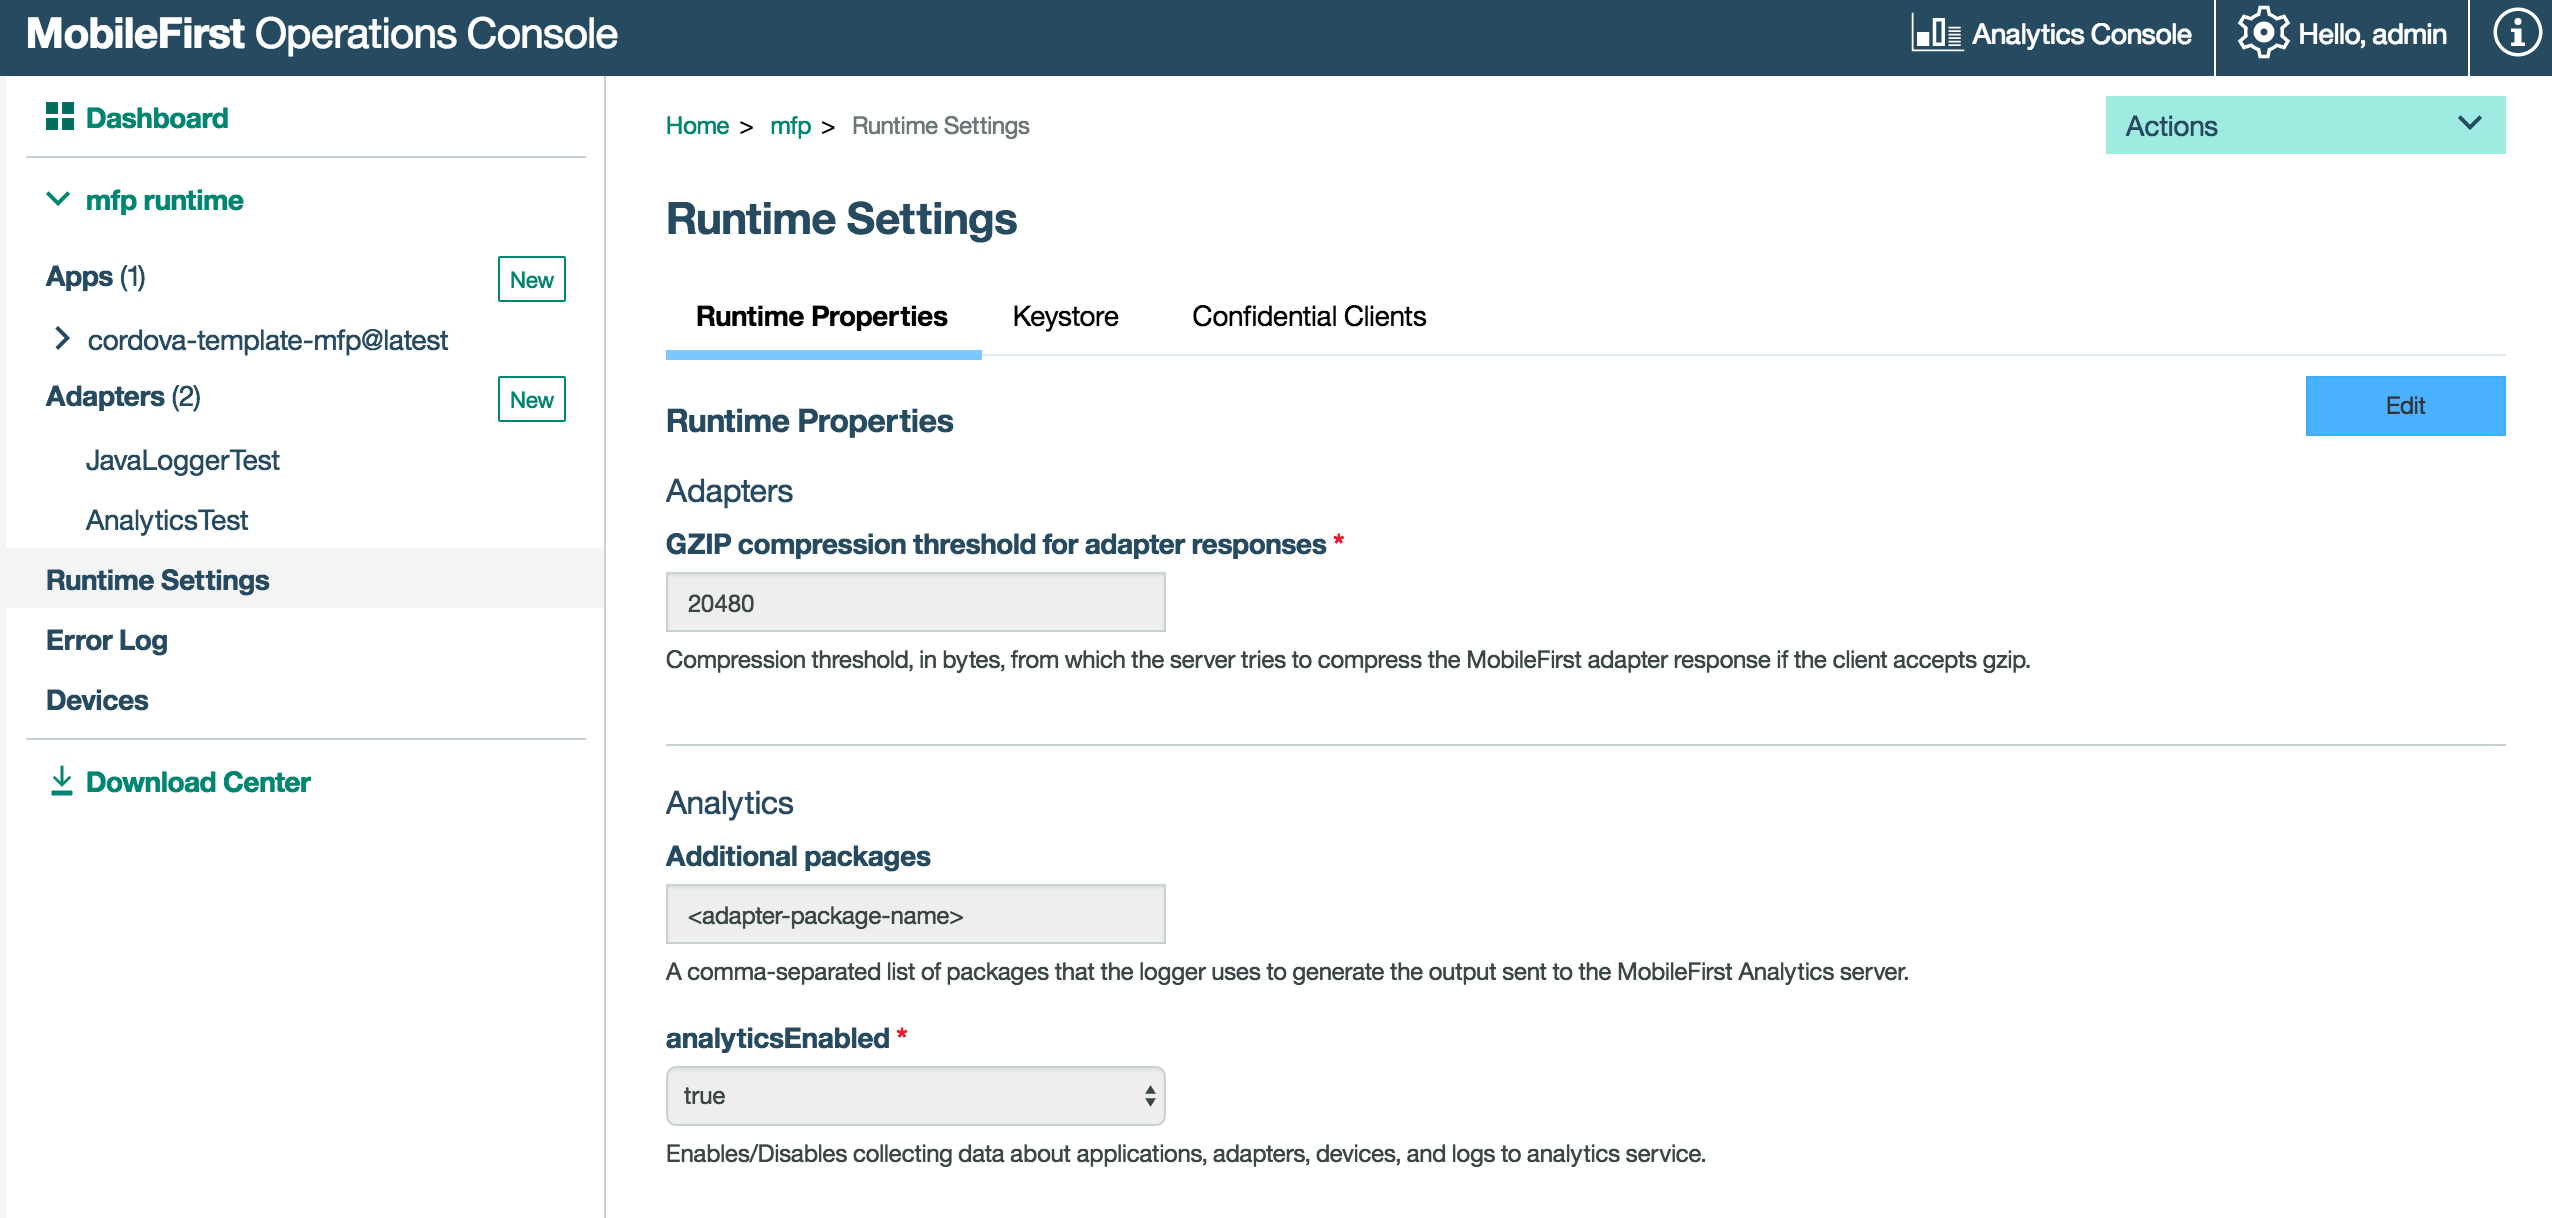 MobileFirst Operations Console
Analytics Console
Hello, admin
Dashboard
mfp runtime
Apps (1)
New
cordova-template-mfp@latest
Adapters (2)
New
JavaLoggerTest
AnalyticsTest
Runtime Settings
Error Log
Devices
Download Center
Home > mfp > Runtime Settings
Actions
Runtime Settings
Runtime Properties
Keystore
Confidential Clients
Runtime Properties
Edit
Adapters
GZIP compression threshold for adapter responses *
20480
Compression threshold, in bytes, from which the server tries to compress the MobileFirst adapter response if the client accepts gzip.
Analytics
Additional packages
<adapter-package-name>
A comma-separated list of packages that the logger uses to generate the output sent to the MobileFirst Analytics server.
analyticsEnabled *
true
Enables/Disables collecting data about applications, adapters, devices, and logs to analytics service.